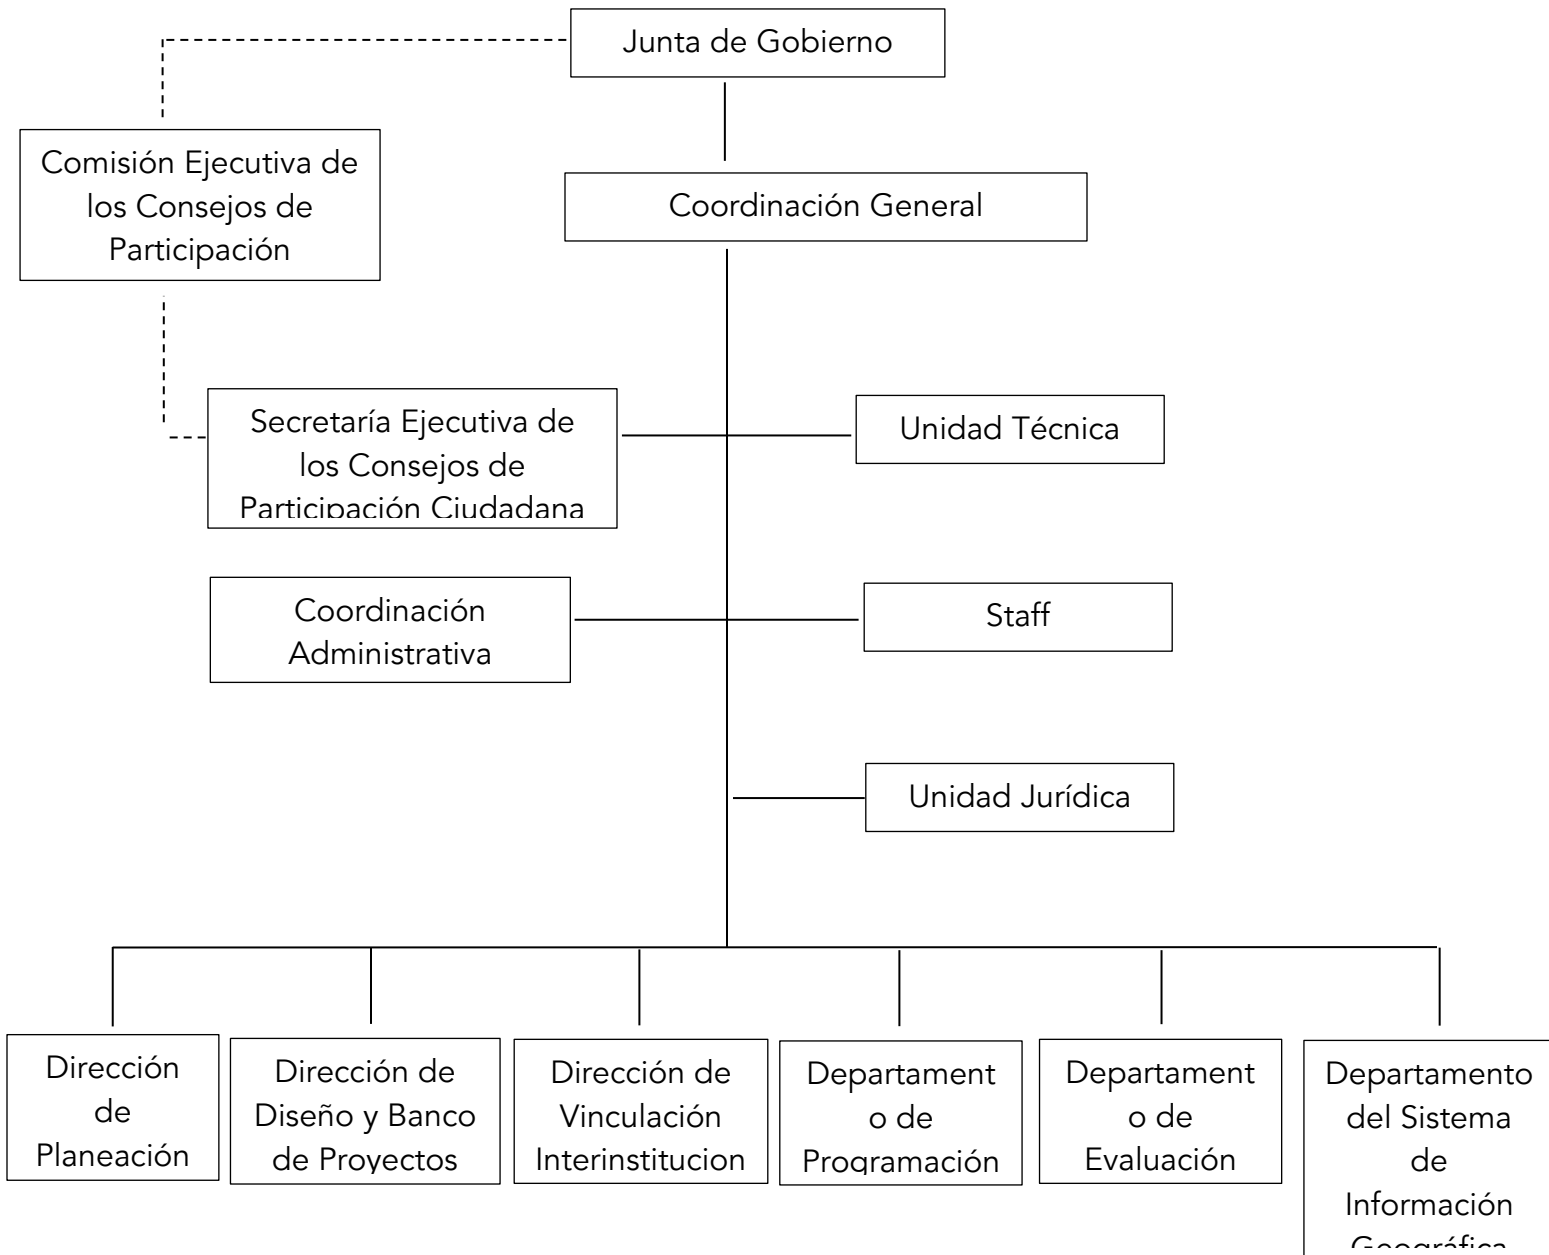 Junta de Gobierno
Comisión Ejecutiva de
los Consejos de
Participación
Coordinación General
Secretaría Ejecutiva de
los Consejos de
Participación Ciudadana
Unidad Técnica
Coordinación
Administrativa
Staff
Unidad Jurídica
Dirección
de
Planeación
Dirección de
Diseño y Banco
de Proyectos
Dirección de
Vinculación
Interinstitucion
Departament
o de
Programación
Departament
o de
Evaluación
Departamento
del Sistema
de
Información
Geográfica